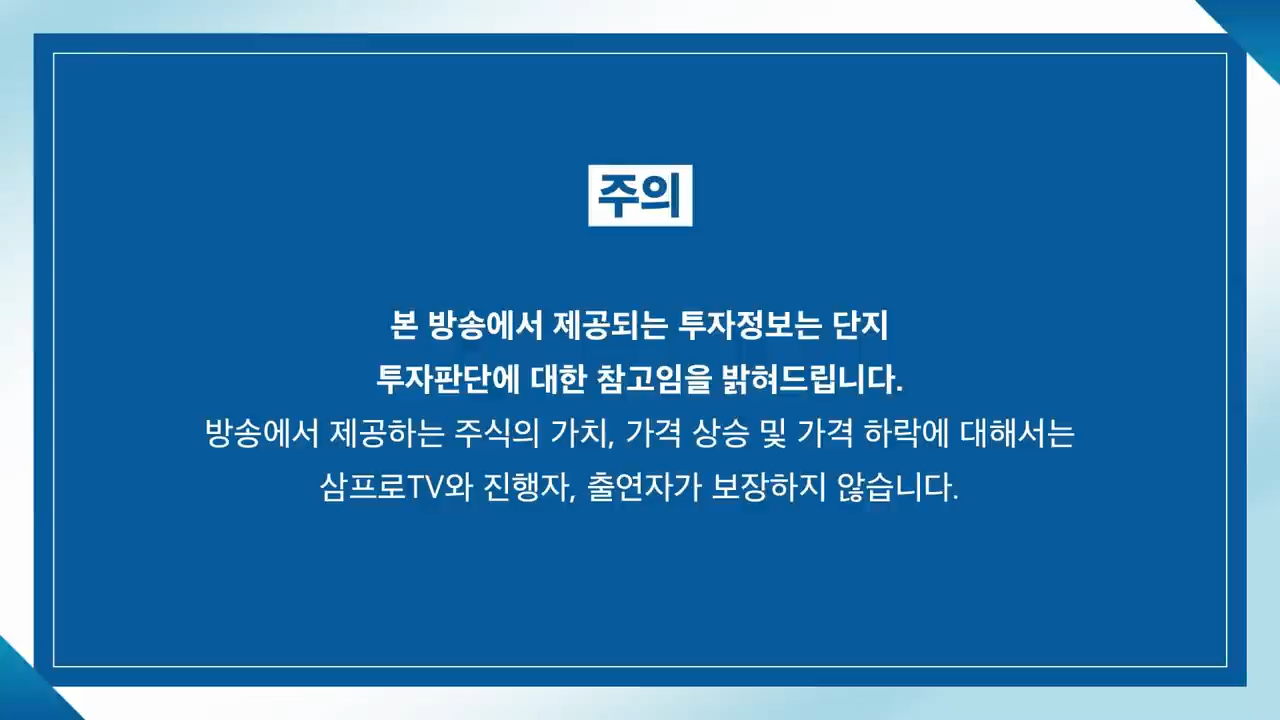 주의
본 방송에서 제공되는 투자정보는 단지
투자판단에 대한 참고임을 밝혀드립니다.
방송에서 제공하는 주식의 가치, 가격 상승 및 가격 하락에 대해서는
삼프로TV와 진행자, 출연자가 보장하지 않습니다.